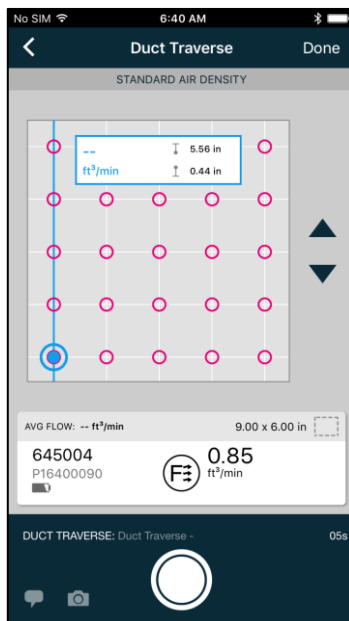 No SIM 6:40 AM
Duct Traverse Done
STANDARD AIR DENSITY
-- 5.56 in
ft³/min 0.44 in
AVG FLOW: -- ft³/min 9.00 x 6.00 in
645004 0.85
P16400090 F ft³/min
DUCT TRAVERSE: Duct Traverse - 05s